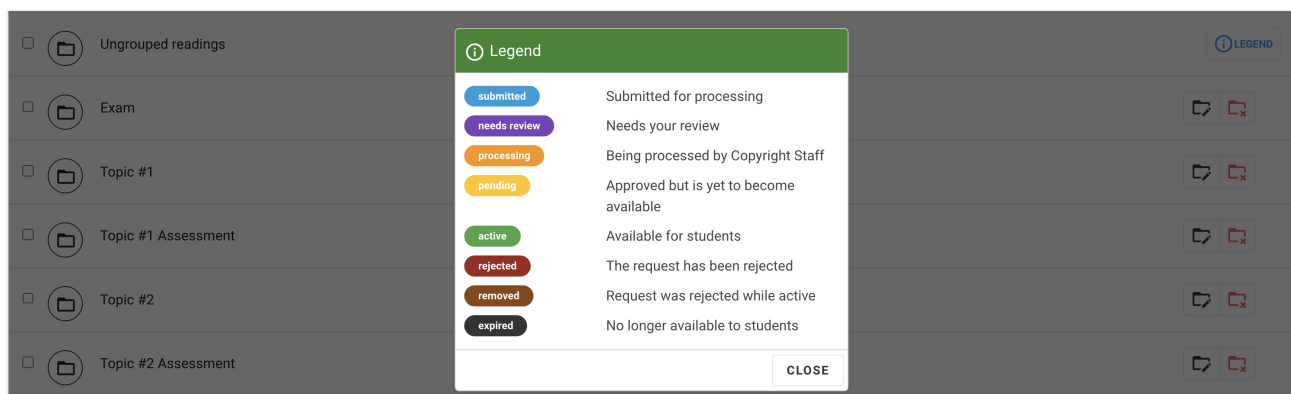 Ungrouped readings
LEGEND
Exam
Topic #1
Topic #1 Assessment
Topic #2
Topic #2 Assessment
Legend
submitted Submitted for processing
needs review Needs your review
processing Being processed by Copyright Staff
pending Approved but is yet to become
available
active Available for students
rejected The request has been rejected
removed Request was rejected while active
expired No longer available to students
CLOSE